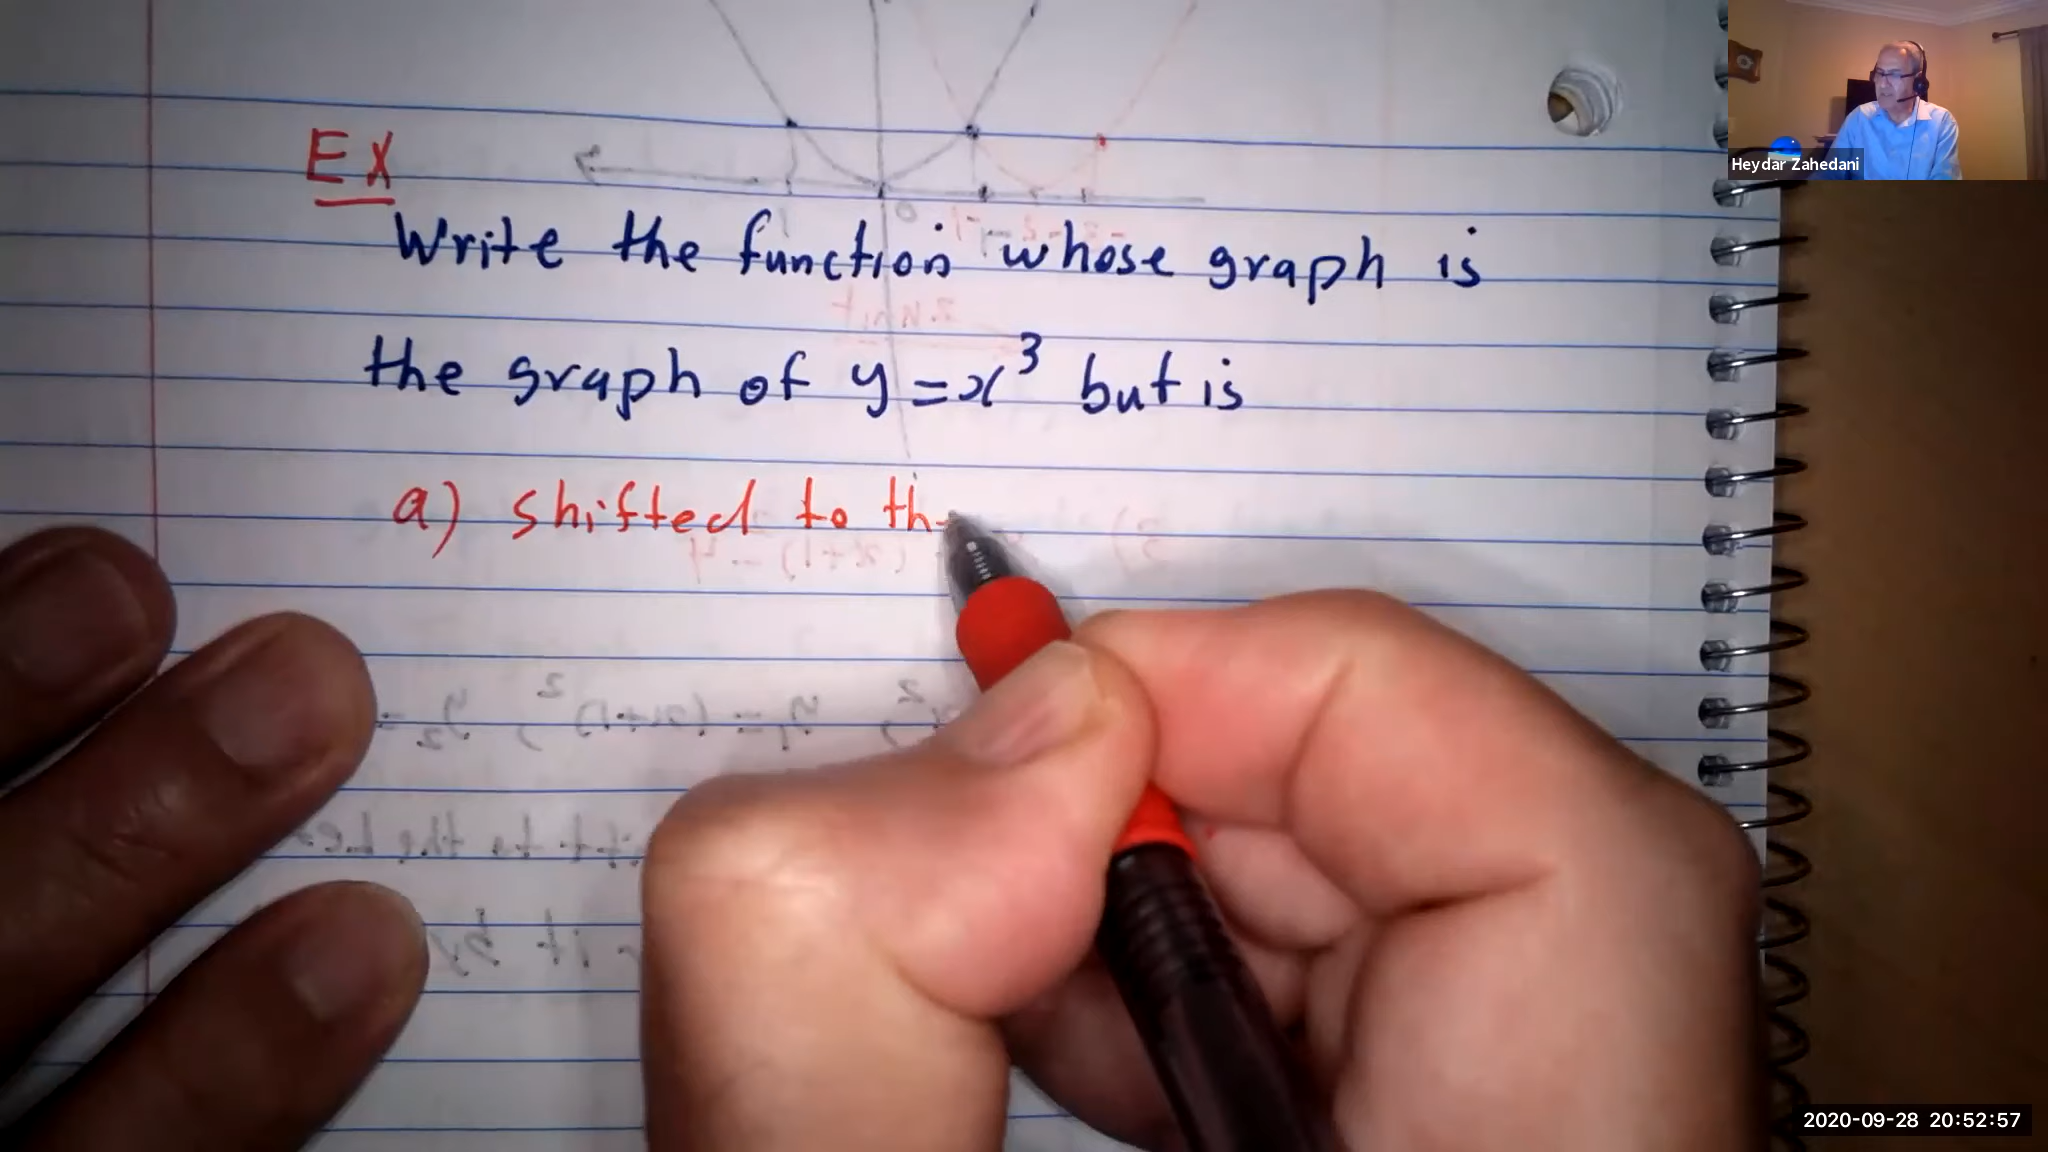 Heydar Zahedani
EX
Write the function whose graph is
the graph of y = x³ but is
a) shifted to th
2020-09-28 20:52:57